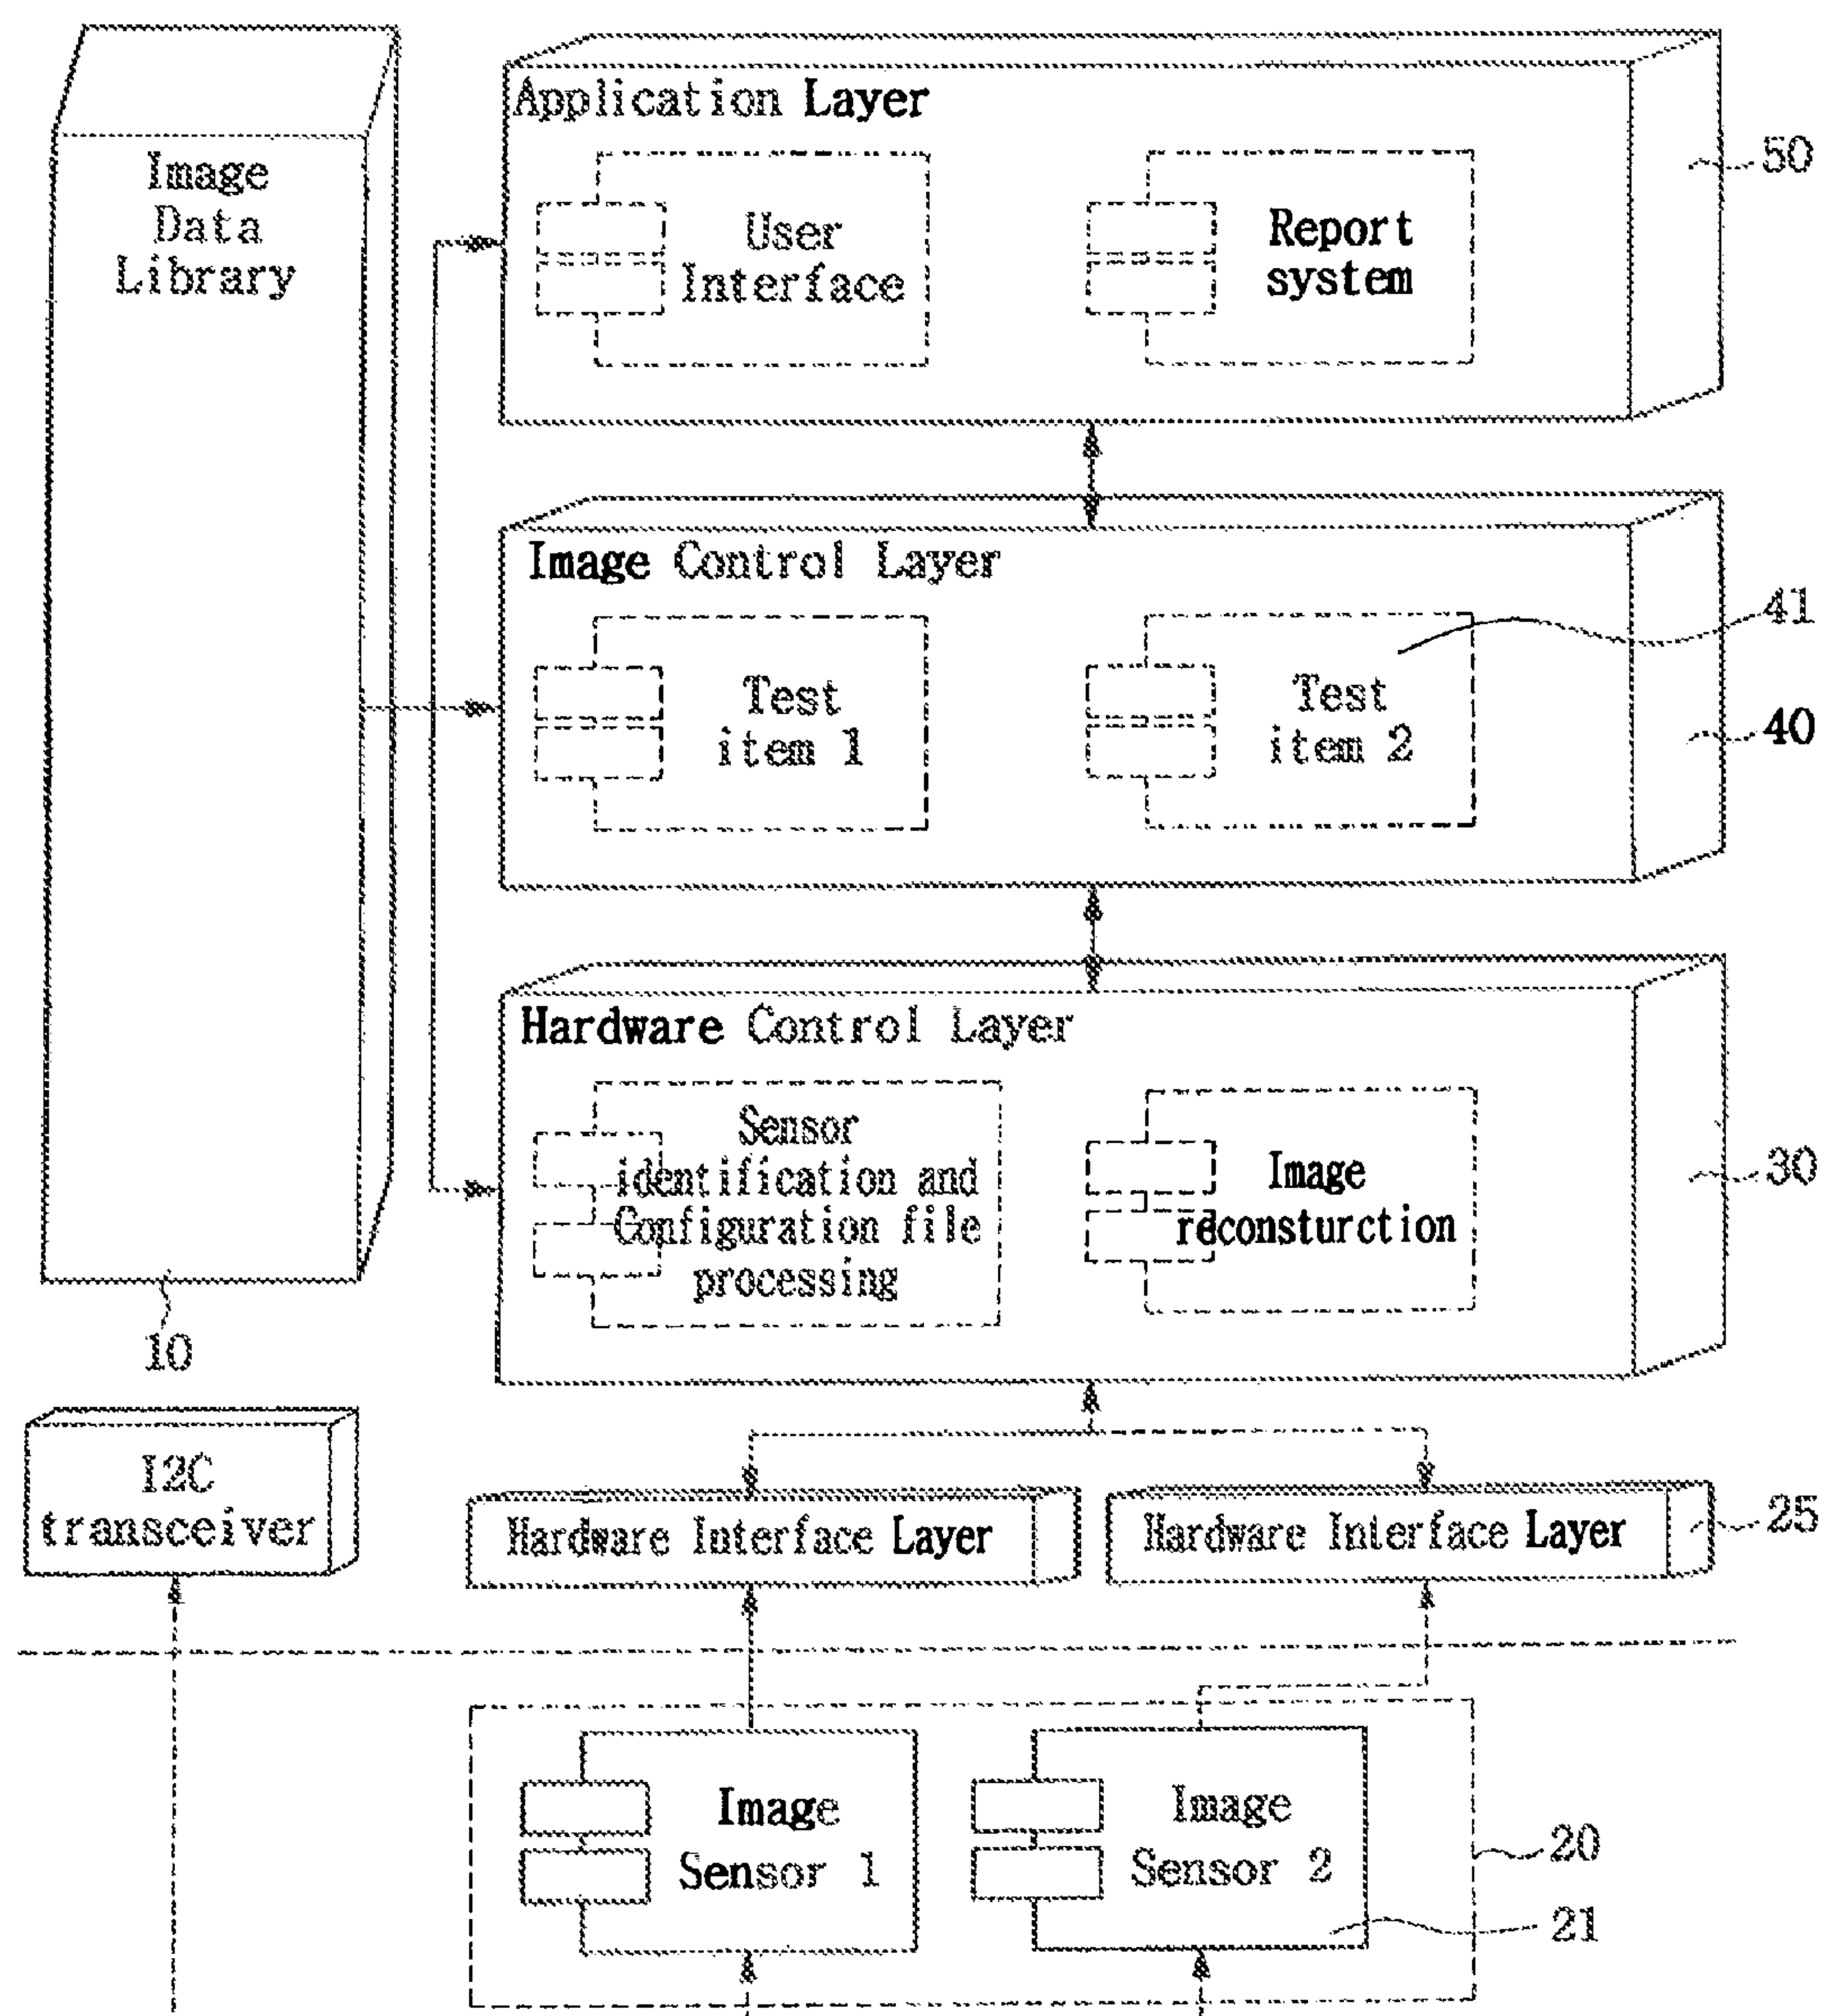 Image
Data
Library
10
Application Layer
User
Interface
Report
system
50
Image Control Layer
Test
item 1
Test
item 2
41
40
Hardware Control Layer
Sensor
identification and
Configuration file
processing
Image
reconsturction
30
I2C
transceiver
Hardware Interface Layer
Hardware Interface Layer
25
Image
Sensor 1
Image
Sensor 2
20
21